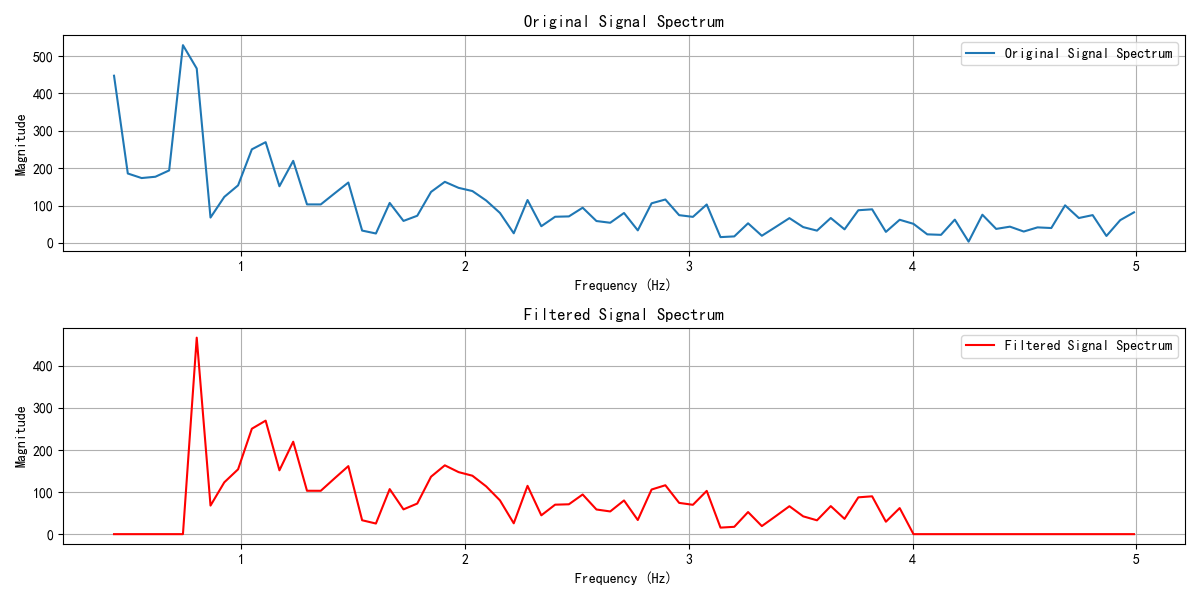 Original Signal Spectrum
Original Signal Spectrum
Magnitude
500
400
300
200
100
0
1
2
3
4
5
Frequency (Hz)
Filtered Signal Spectrum
Filtered Signal Spectrum
Magnitude
400
300
200
100
0
1
2
3
4
5
Frequency (Hz)